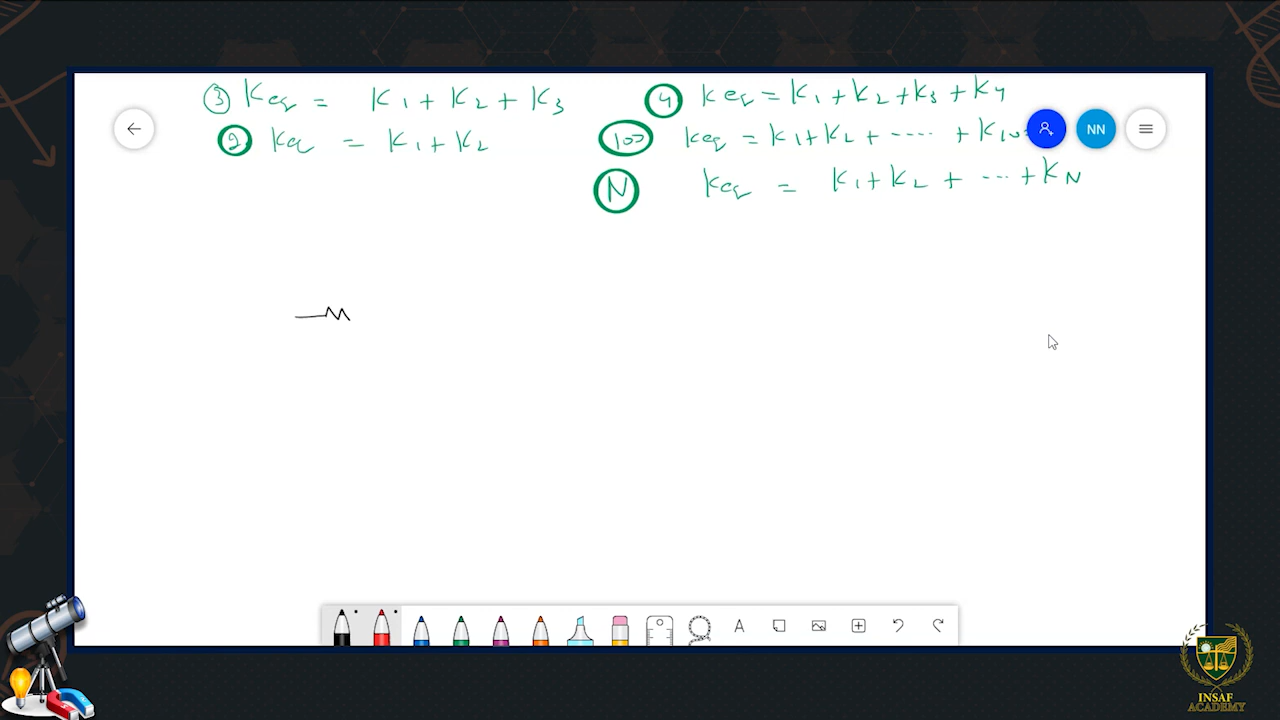 ③ Keq = K1 + K2 + K3
② Keq = K1 + K2
④ Keq = K1 + K2 + K3 + K4
100 Keq = K1 + K2 + ----- + K100
N Keq = K1 + K2 + --- + KN
NN
A
INSAF
ACADEMY